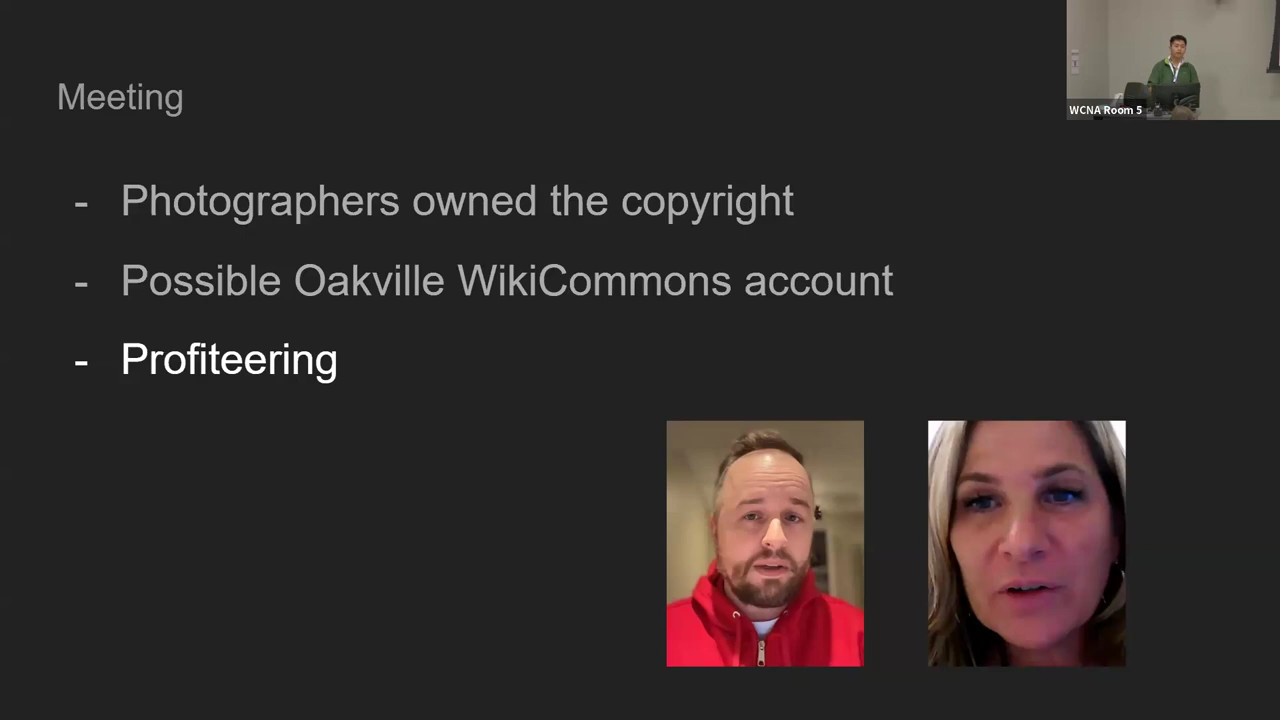 Meeting
- Photographers owned the copyright
- Possible Oakville WikiCommons account
- Profiteering
WCNA Room 5